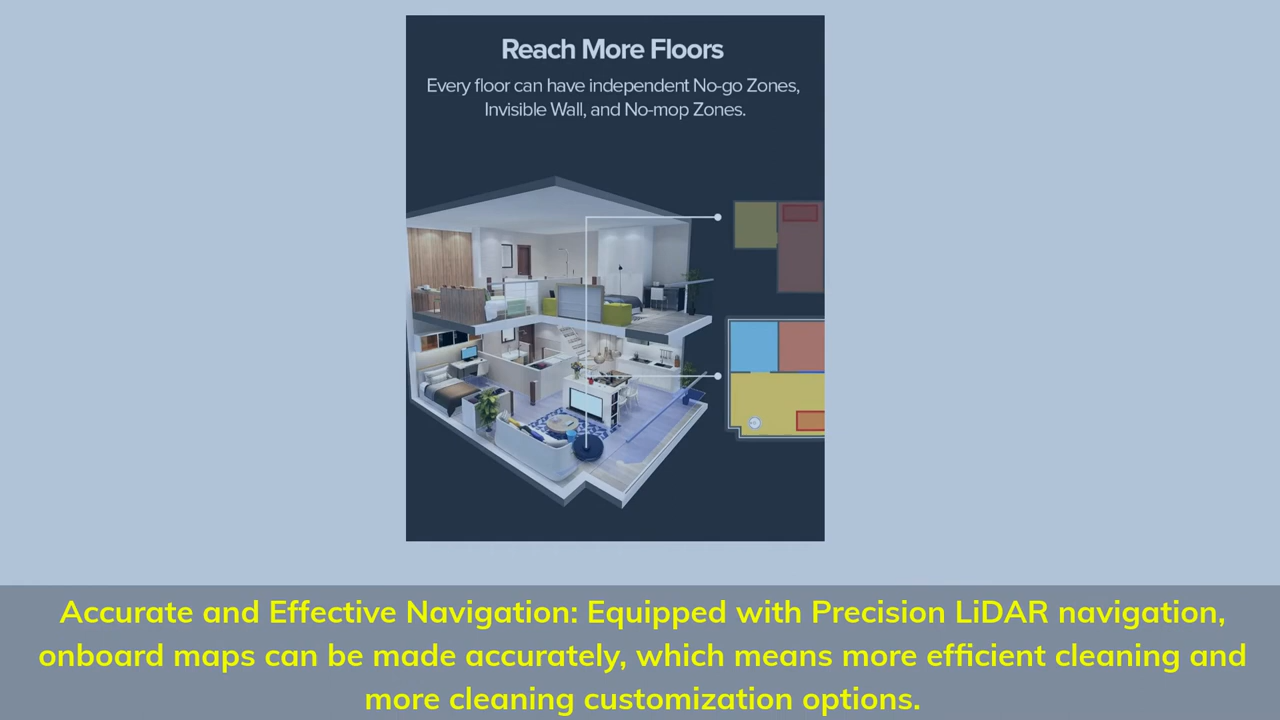 Reach More Floors
Every floor can have independent No-go Zones,
Invisible Wall, and No-mop Zones.
Accurate and Effective Navigation: Equipped with Precision LiDAR navigation,
onboard maps can be made accurately, which means more efficient cleaning and
more cleaning customization options.